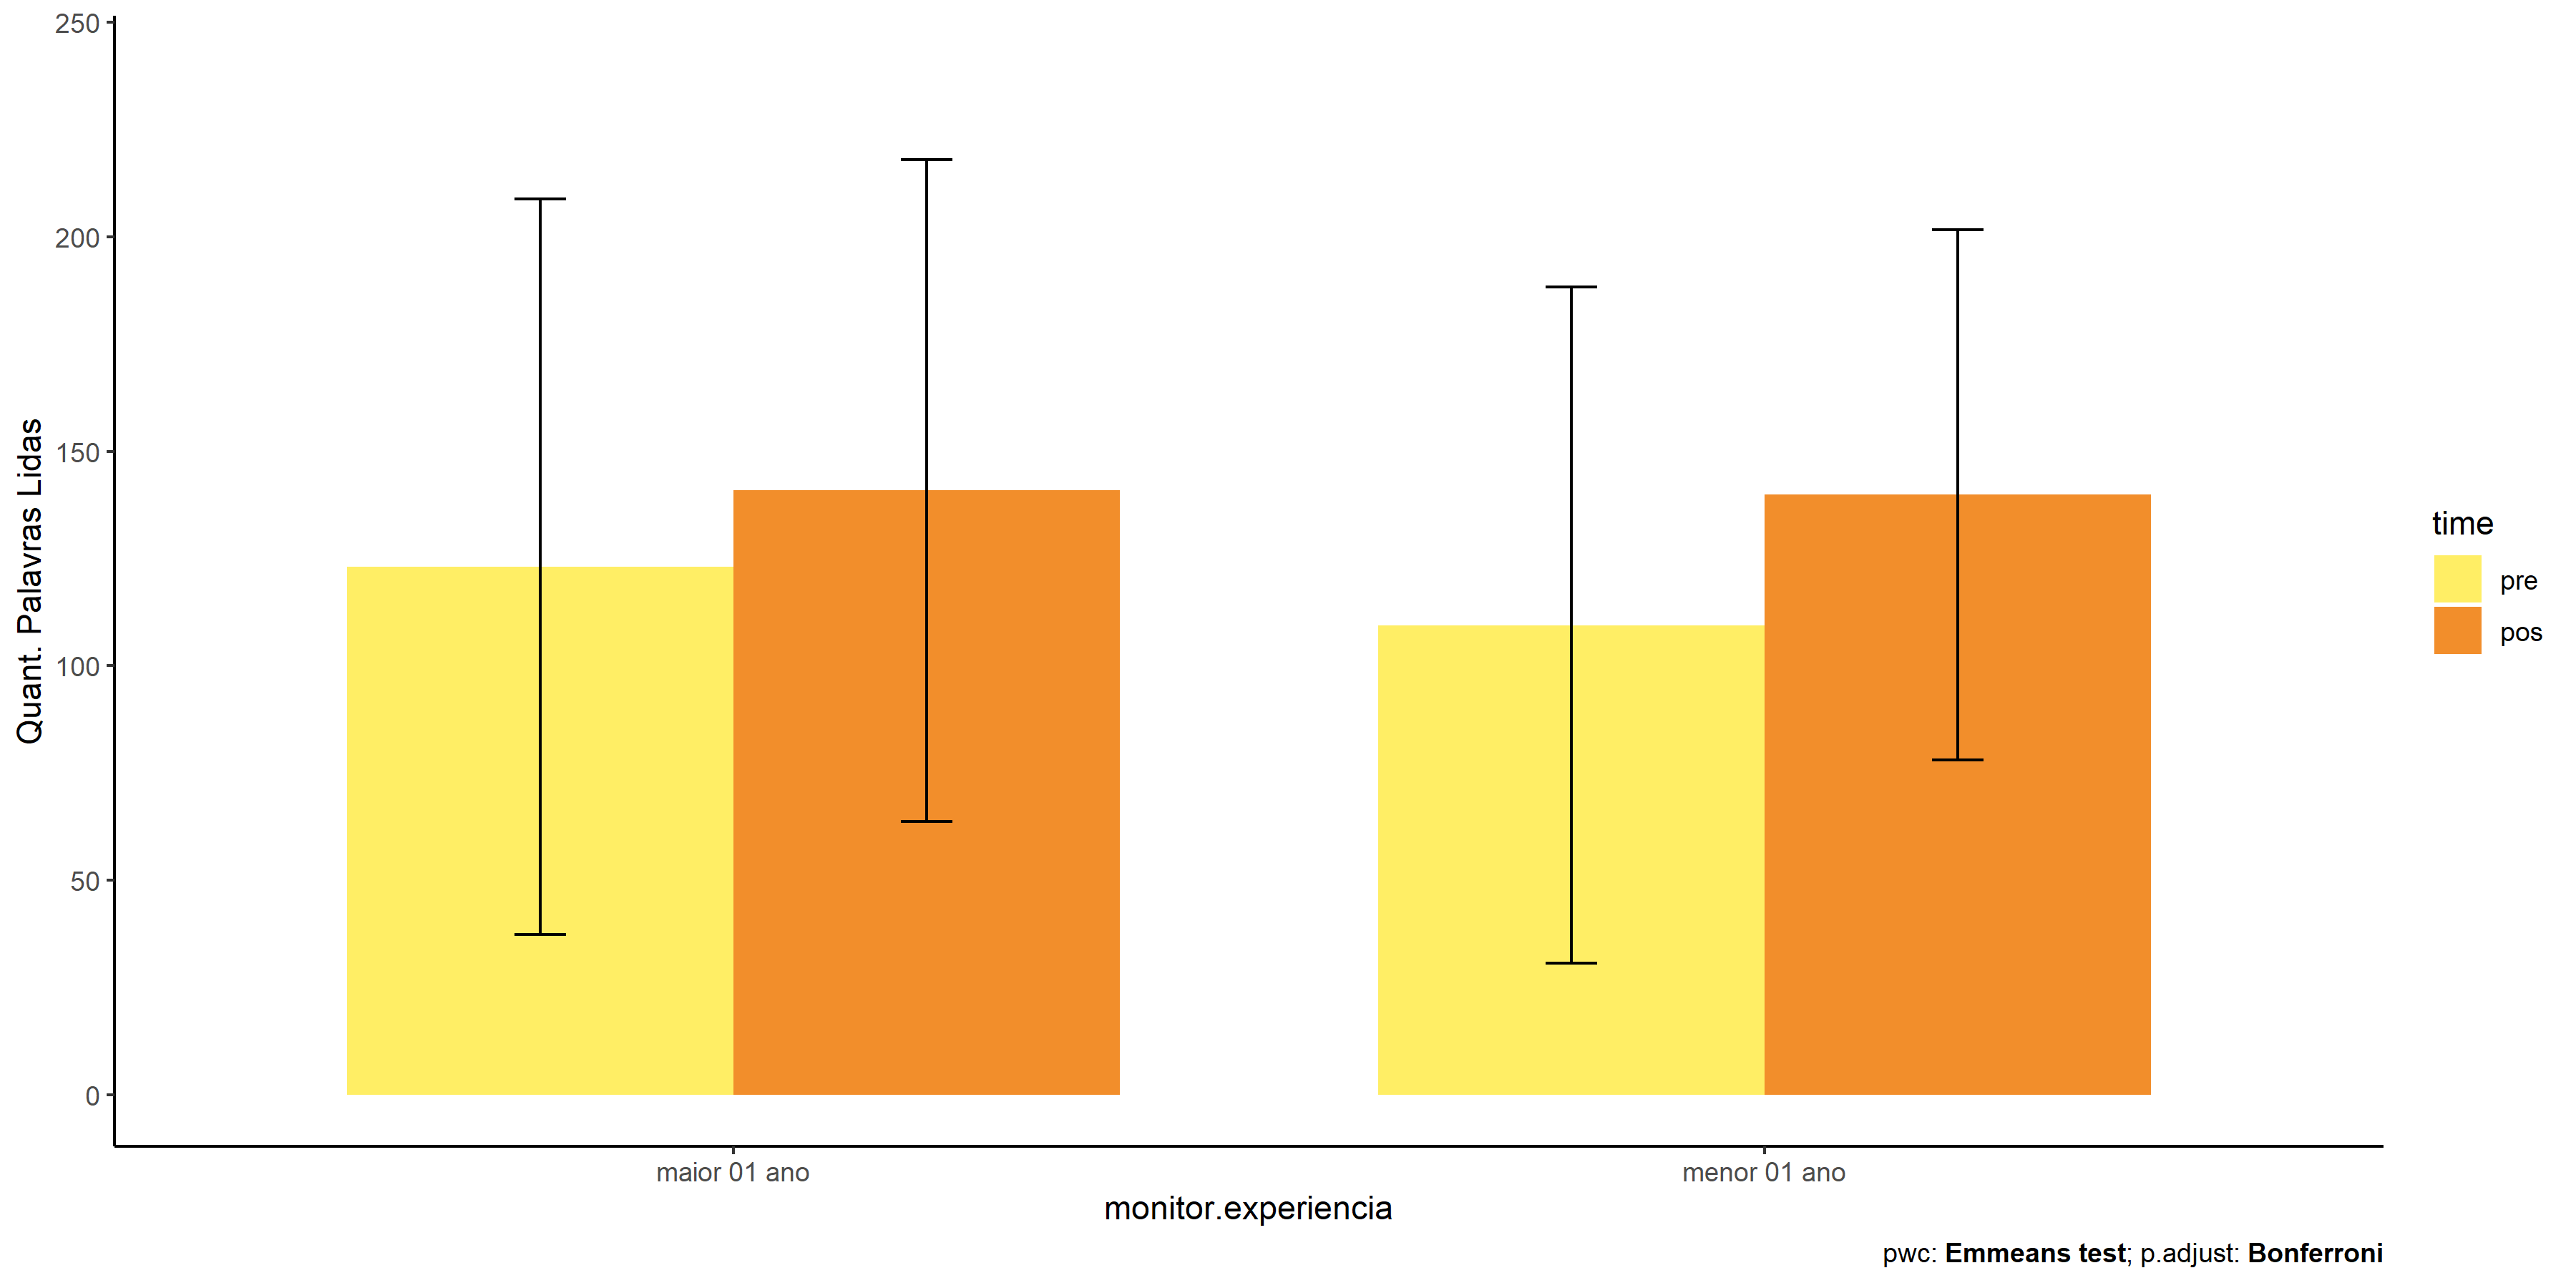 250
200
150
100
50
0
Quant. Palavras Lidas
maior 01 ano
menor 01 ano
monitor.experiencia
time
pre
pos
pwc: Emmeans test; p.adjust: Bonferroni